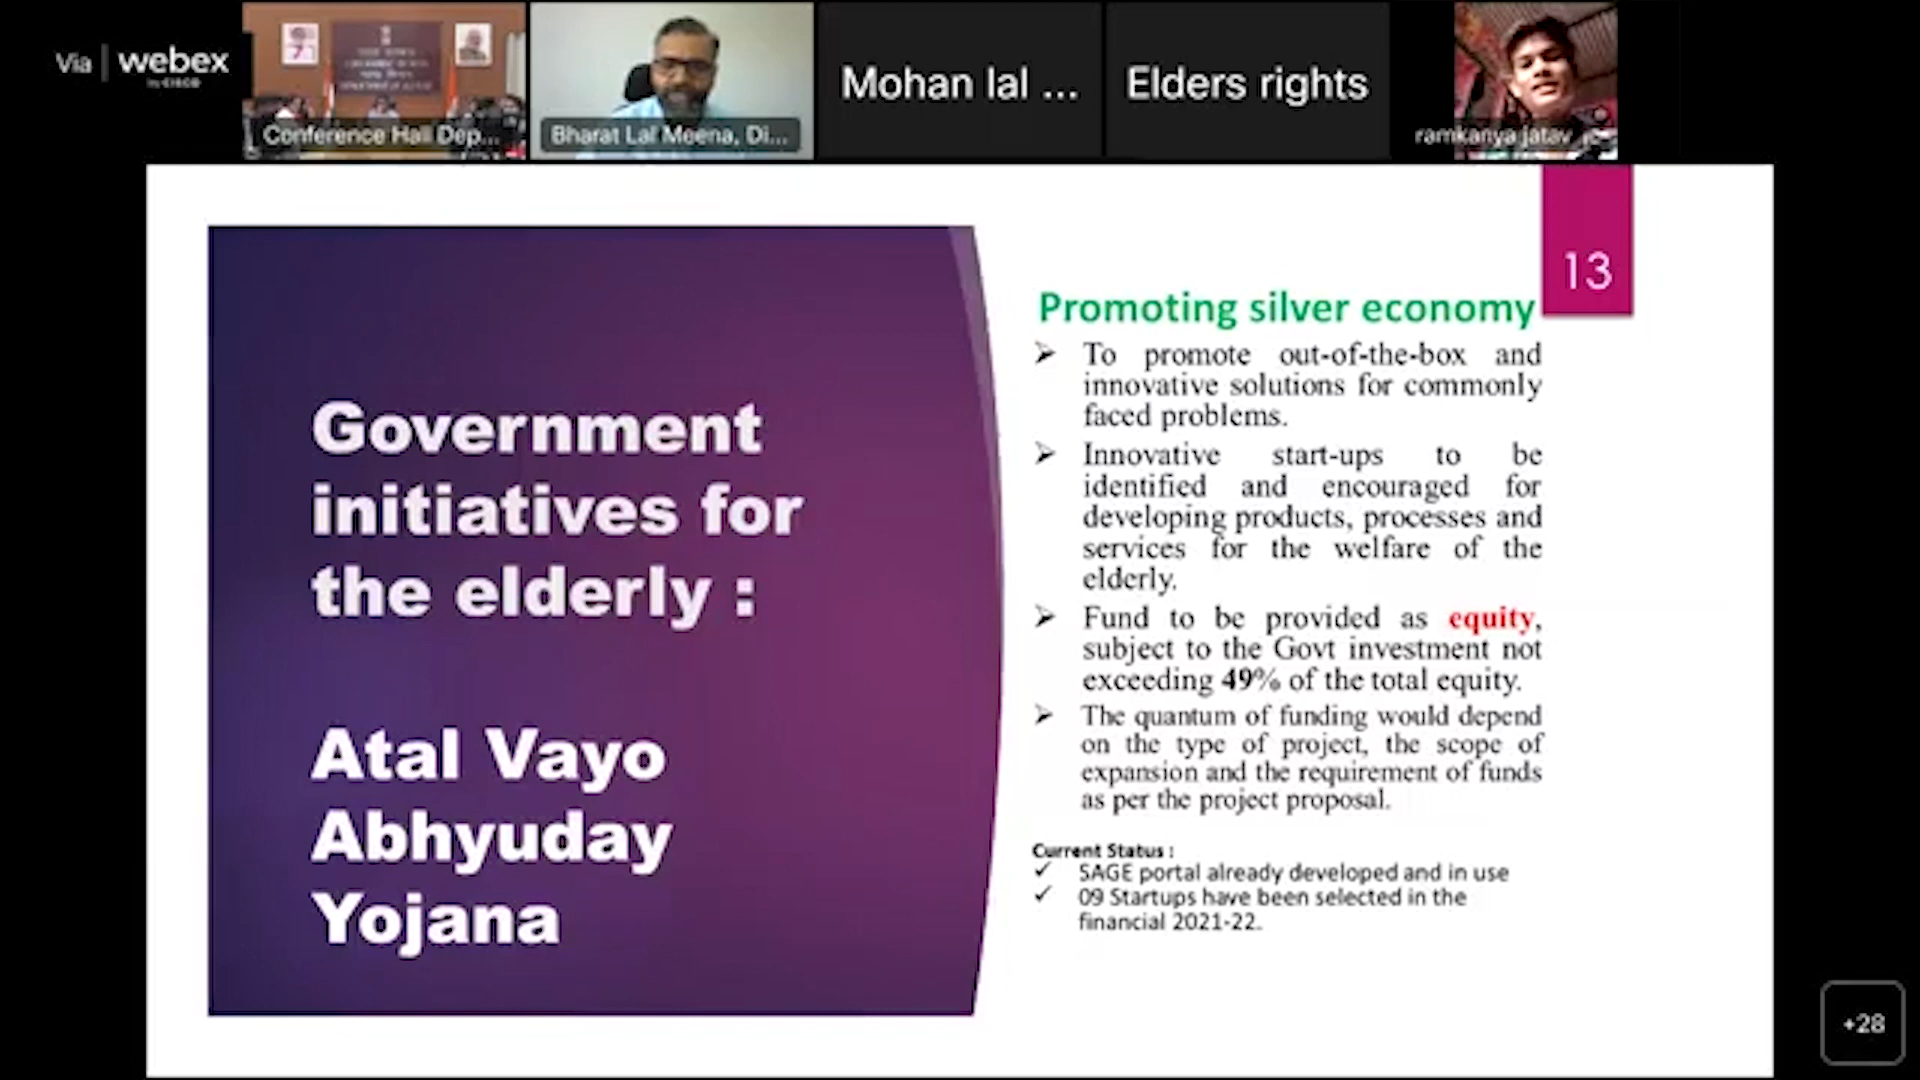 Via webex
by CISCO
Conference Hall Dep...
Bharat Lal Meena, Di...
Mohan lal ...
Elders rights
ramkanya jatav
13
Government
initiatives for
the elderly :
Atal Vayo
Abhyuday
Yojana
Promoting silver economy
➢ To promote out-of-the-box and
innovative solutions for commonly
faced problems.
➢ Innovative start-ups to be
identified and encouraged for
developing products, processes and
services for the welfare of the
elderly.
➢ Fund to be provided as equity,
subject to the Govt investment not
exceeding 49% of the total equity.
➢ The quantum of funding would depend
on the type of project, the scope of
expansion and the requirement of funds
as per the project proposal.
Current Status :
✓ SAGE portal already developed and in use
✓ 09 Startups have been selected in the
financial 2021-22.
+28